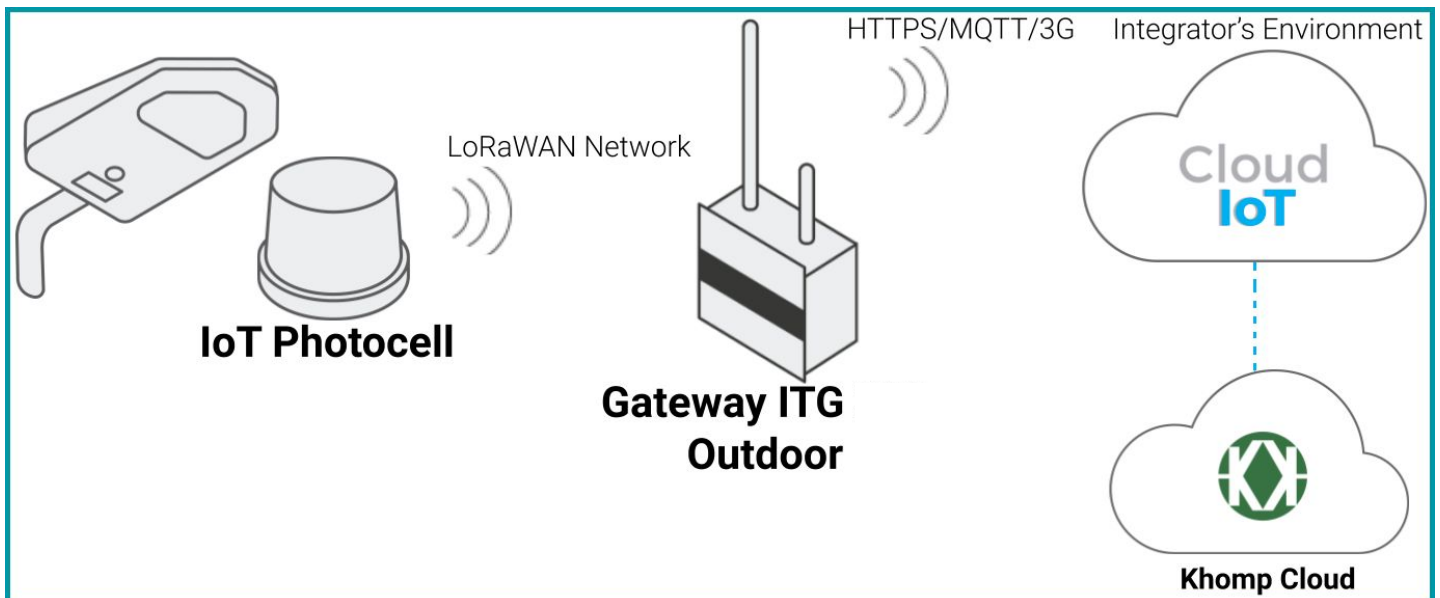 HTTPS/MQTT/3G
Integrator's Environment
LoRaWAN Network
Cloud
IoT
IoT Photocell
Gateway ITG
Outdoor
Khomp Cloud